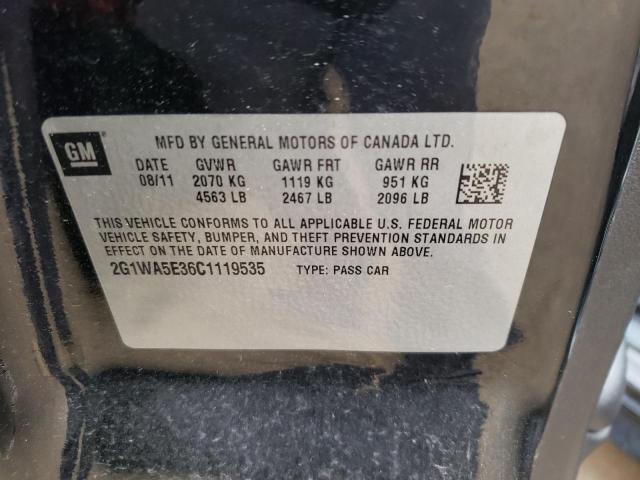 GM
MFD BY GENERAL MOTORS OF CANADA LTD.
DATE GVWR GAWR FRT GAWR RR
08/11 2070 KG 1119 KG 951 KG
4563 LB 2467 LB 2096 LB
THIS VEHICLE CONFORMS TO ALL APPLICABLE U.S. FEDERAL MOTOR
VEHICLE SAFETY, BUMPER, AND THEFT PREVENTION STANDARDS IN
EFFECT ON THE DATE OF MANUFACTURE SHOWN ABOVE.
2G1WA5E36C1119535 TYPE: PASS CAR